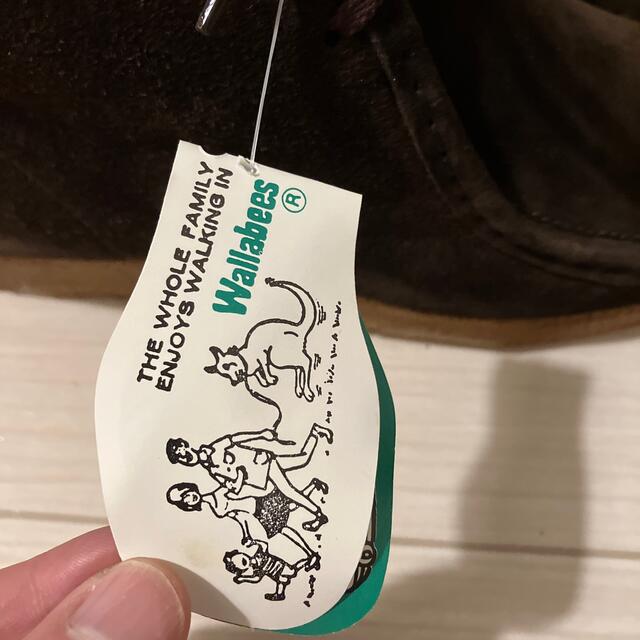 THE WHOLE FAMILY
ENJOYS WALKING IN
Wallabees ®